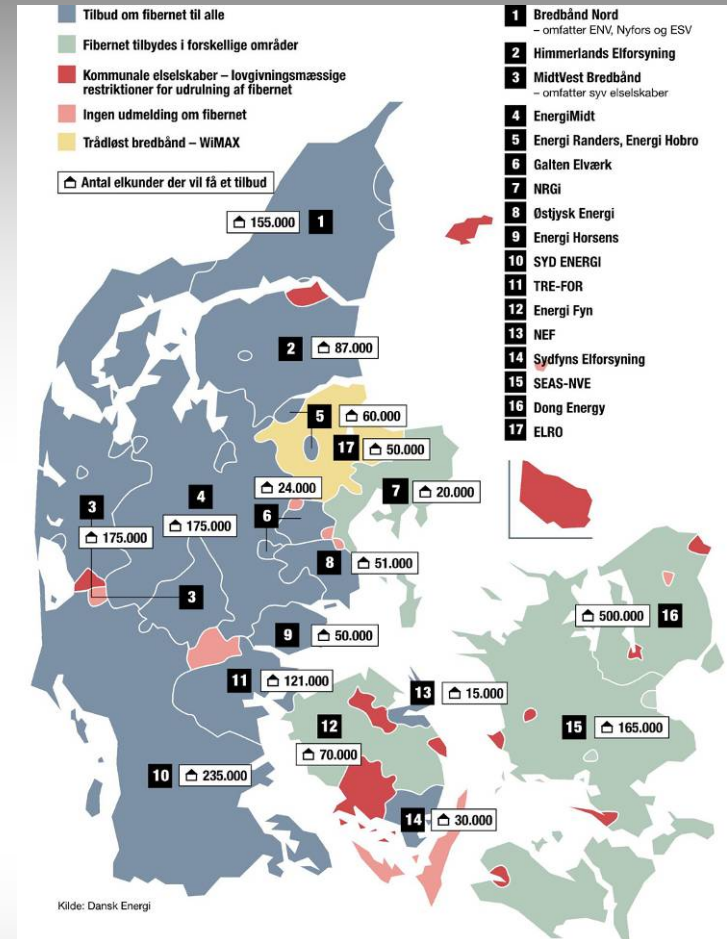 Tilbud om fibernet til alle
Fibernet tilbydes i forskellige områder
Kommunale elselskaber – lovgivningsmæssige
restriktioner for udrulning af fibernet
Ingen udmelding om fibernet
Trådløst bredbånd – WiMAX
Antal elkunder der vil få et tilbud
1 Bredbånd Nord
– omfatter ENV, Nyfors og ESV
2 Himmerlands Elforsyning
3 MidtVest Bredbånd
– omfatter syv elselskaber
4 EnergiMidt
5 Energi Randers, Energi Hobro
6 Galten Elværk
7 NRGi
8 Østjysk Energi
9 Energi Horsens
10 SYD ENERGI
11 TRE-FOR
12 Energi Fyn
13 NEF
14 Sydfyns Elforsyning
15 SEAS-NVE
16 Dong Energy
17 ELRO
155.000 1
2 87.000
5 60.000
17 50.000
24.000
7 20.000
3
175.000
4
175.000
6
8 51.000
3
9 50.000
11 121.000
13 15.000
12
70.000
10 235.000
14 30.000
500.000 16
15 165.000
Kilde: Dansk Energi